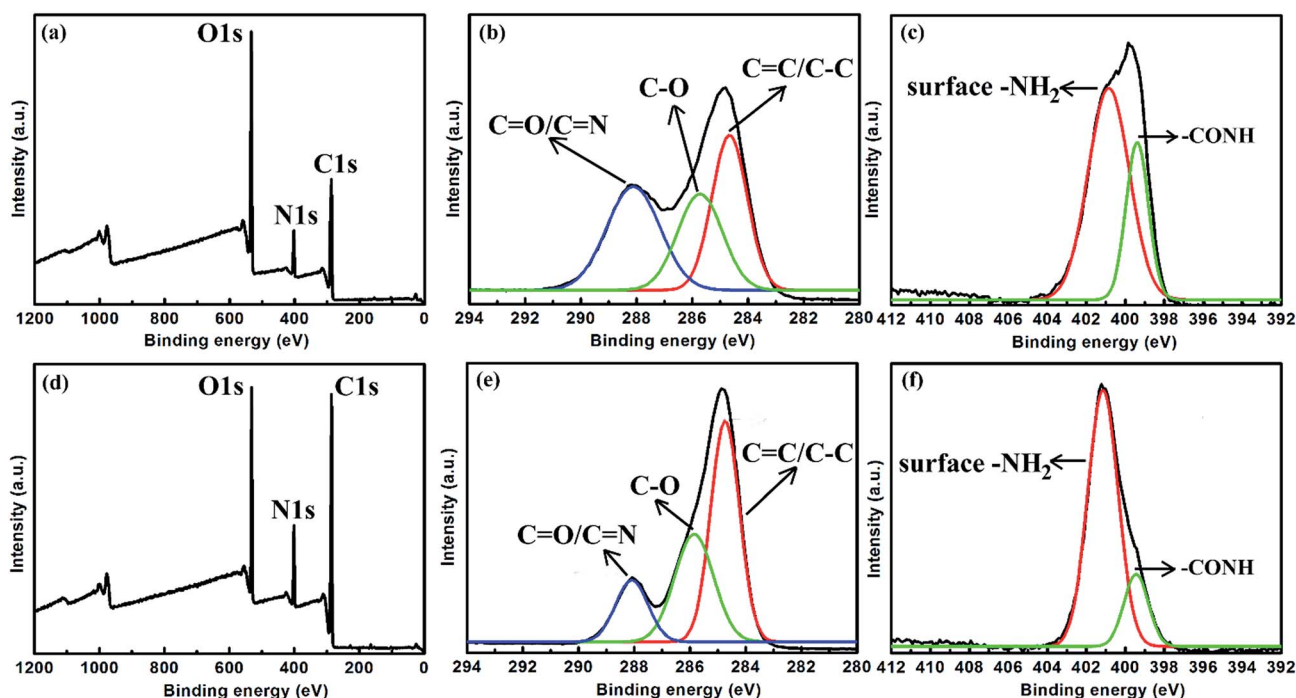 (a)
O1s
N1s
C1s
Intensity (a.u.)
1200 1000 800 600 400 200 0
Binding energy (eV)
(b)
C=O/C=N
C-O
C=C/C-C
Intensity (a.u.)
294 292 290 288 286 284 282 280
Binding energy (eV)
(c)
surface -NH₂
-CONH
Intensity (a.u.)
412 410 408 406 404 402 400 398 396 394 392
Binding energy (eV)
(d)
O1s
N1s
C1s
Intensity (a.u.)
1200 1000 800 600 400 200 0
Binding energy (eV)
(e)
C=O/C=N
C-O
C=C/C-C
Intensity (a.u.)
294 292 290 288 286 284 282 280
Binding energy (eV)
(f)
surface -NH₂
-CONH
Intensity (a.u.)
412 410 408 406 404 402 400 398 396 394 392
Binding energy (eV)